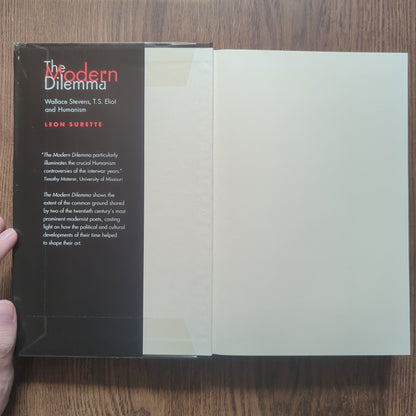 The
Modern
Dilemma
Wallace Stevens, T.S. Eliot
and Humanism
LEON SURETTE
"The Modern Dilemma particularly
illuminates the crucial Humanism
controversies of the interwar years."
Timothy Materer, University of Missouri
The Modern Dilemma shows the
extent of the common ground shared
by two of the twentieth century's most
prominent modernist poets, casting
light on how the political and cultural
developments of their time helped
to shape their art.